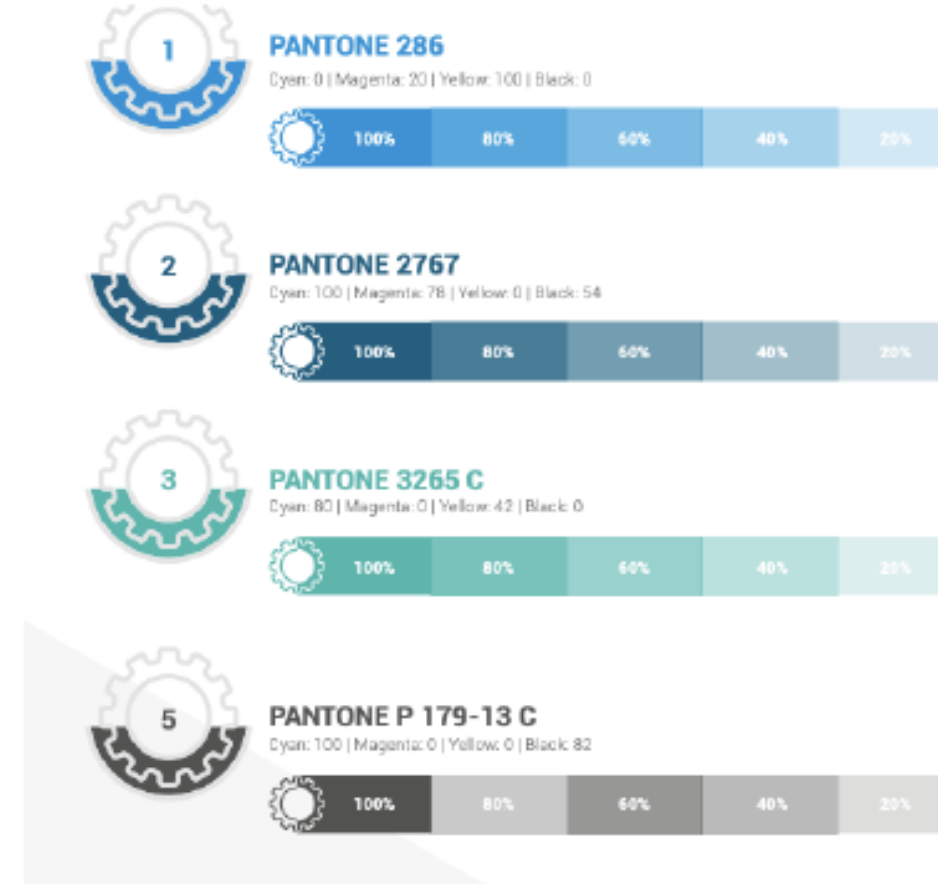 1
PANTONE 286
Cyan: 0 | Magenta: 20 | Yellow: 100 | Black: 0
100% 80% 60% 40% 20%
2
PANTONE 2767
Cyan: 100 | Magenta: 78 | Yellow: 0 | Black: 54
100% 80% 60% 40% 20%
3
PANTONE 3265 C
Cyan: 80 | Magenta: 0 | Yellow: 42 | Black: 0
100% 80% 60% 40% 20%
5
PANTONE P 179-13 C
Cyan: 100 | Magenta: 0 | Yellow: 0 | Black: 82
100% 80% 60% 40% 20%